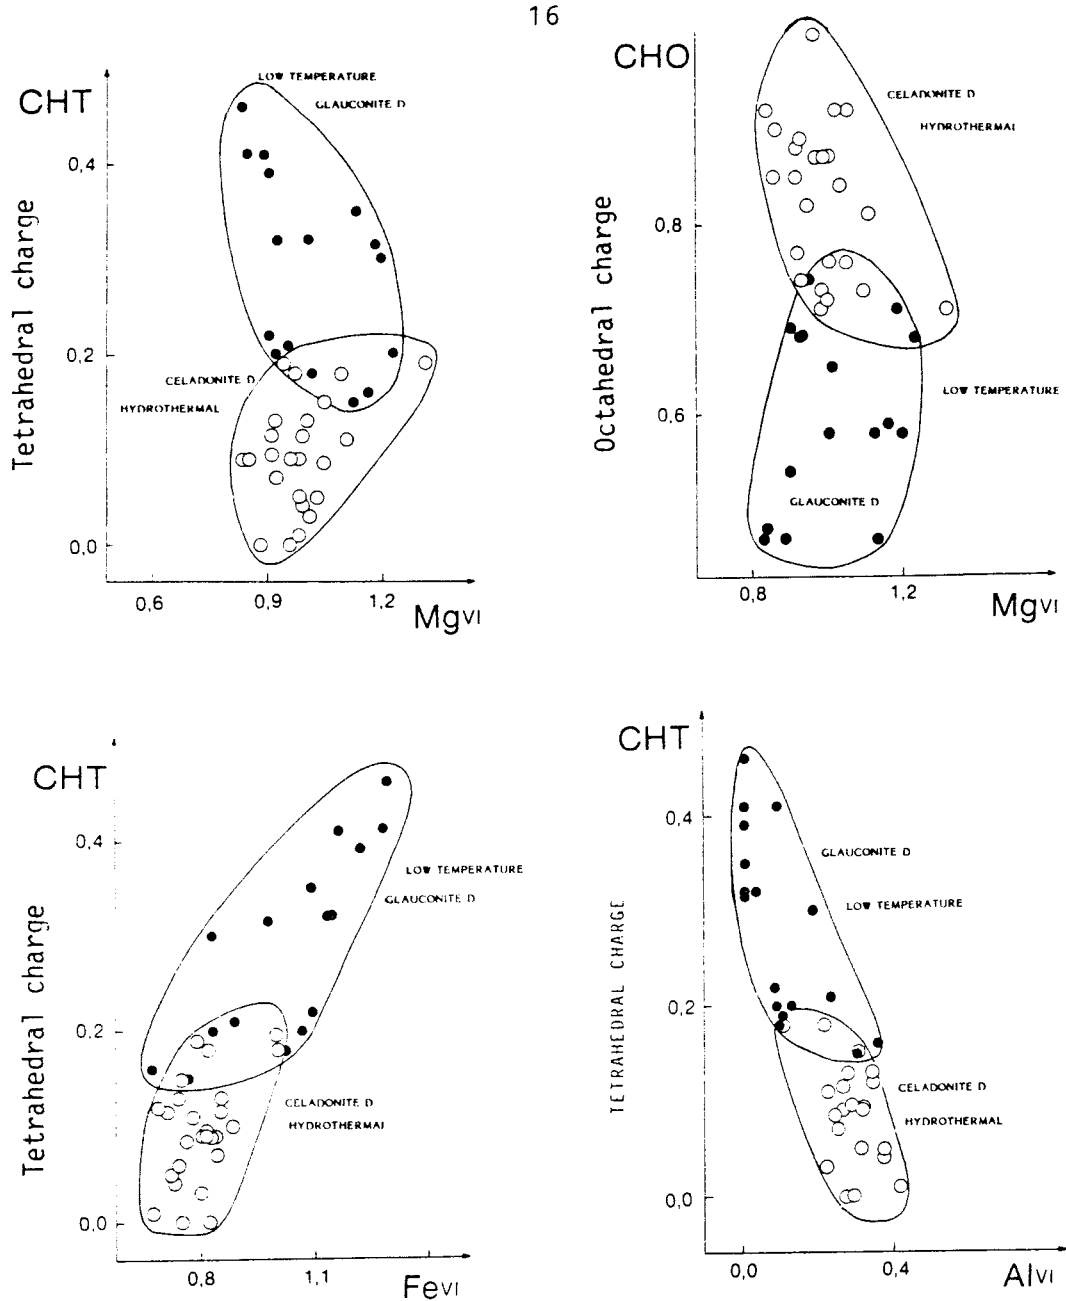 16
CHT
LOW TEMPERATURE
GLAUCONITE D
0,4
Tetrahedral charge
0,2
CELADONITE D
HYDROTHERMAL
0,0
0,6
0,9
1,2
MgVI
CHO
CELADONITE D
HYDROTHERMAL
0,8
Octahedral charge
LOW TEMPERATURE
0,6
GLAUCONITE D
0,8
1,2
MgVI
CHT
0,4
LOW TEMPERATURE
GLAUCONITE D
Tetrahedral charge
0,2
CELADONITE D
HYDROTHERMAL
0,0
0,8
1,1
FeVI
CHT
0,4
GLAUCONITE D
LOW TEMPERATURE
TETRAHEDRAL CHARGE
0,2
CELADONITE D
HYDROTHERMAL
0,0
0,0
0,4
AlVI